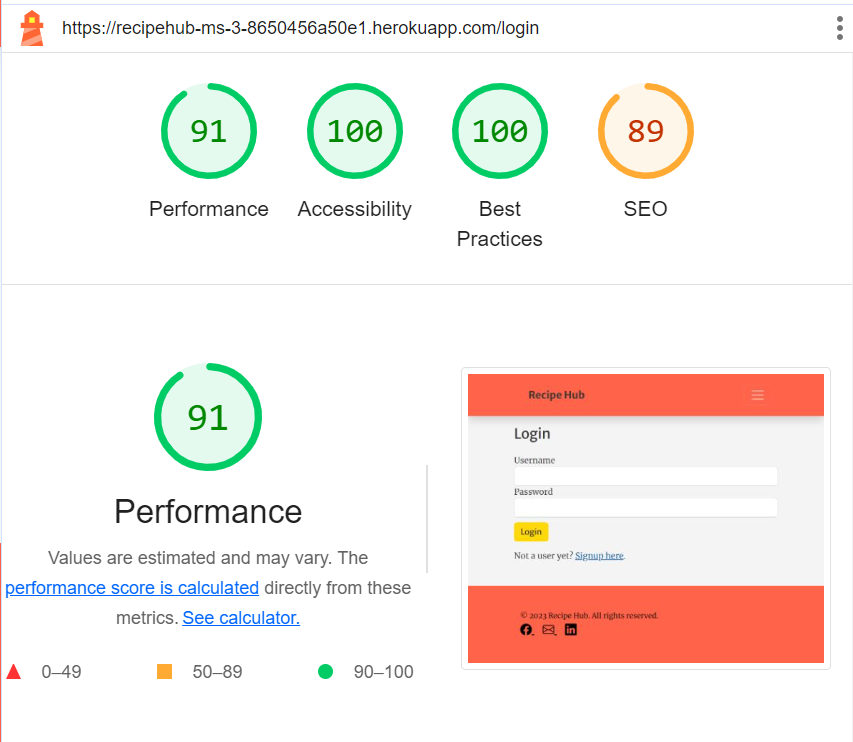 https://recipehub-ms-3-8650456a50e1.herokuapp.com/login
91
100
100
89
Performance
Accessibility
Best
Practices
SEO
91
Performance
Values are estimated and may vary. The
performance score is calculated directly from these
metrics. See calculator.
0–49
50–89
90–100
Recipe Hub
Login
Username
Password
Login
Not a user yet? Signup here.
© 2023 Recipe Hub. All rights reserved.